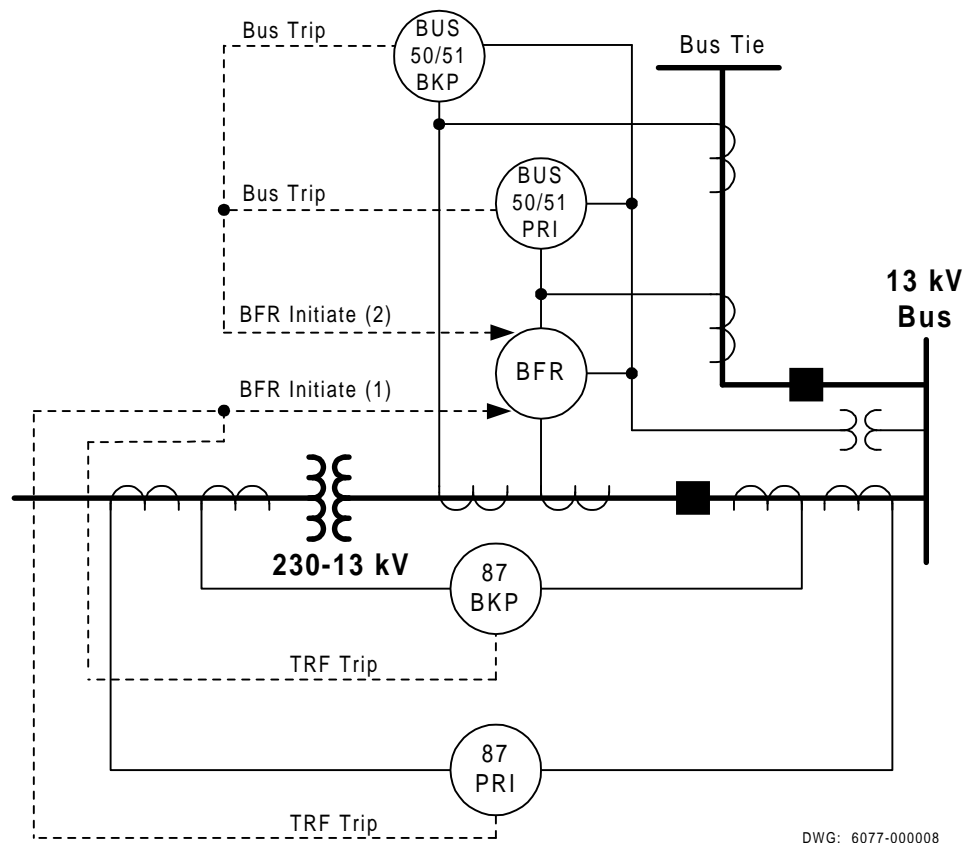 Bus Trip
BUS
50/51
BKP
Bus Tie
Bus Trip
BUS
50/51
PRI
13 kV
Bus
BFR Initiate (2)
BFR
BFR Initiate (1)
230-13 kV
87
BKP
TRF Trip
87
PRI
TRF Trip
DWG: 6077-000008